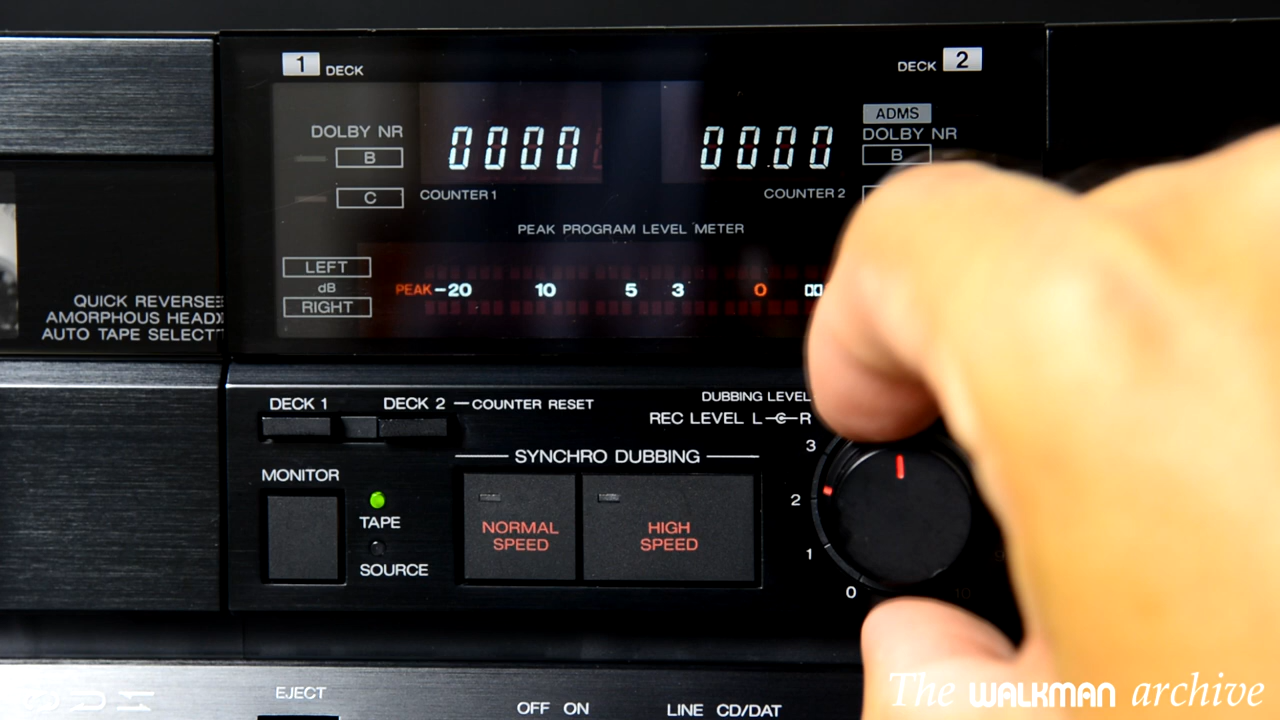 1 DECK
DECK 2
ADMS
DOLBY NR
DOLBY NR
B
B
C
0000
0000
COUNTER 1
COUNTER 2
PEAK PROGRAM LEVEL METER
LEFT
dB
RIGHT
PEAK -20 10 5 3 0
QUICK REVERSE
AMORPHOUS HEAD
AUTO TAPE SELECT
DECK 1
DECK 2 — COUNTER RESET
DUBBING LEVEL
REC LEVEL L R
SYNCHRO DUBBING
MONITOR
TAPE
SOURCE
NORMAL
SPEED
HIGH
SPEED
3
2
1
0
9
10
EJECT
OFF ON
LINE CD/DAT
The WALKMAN archive